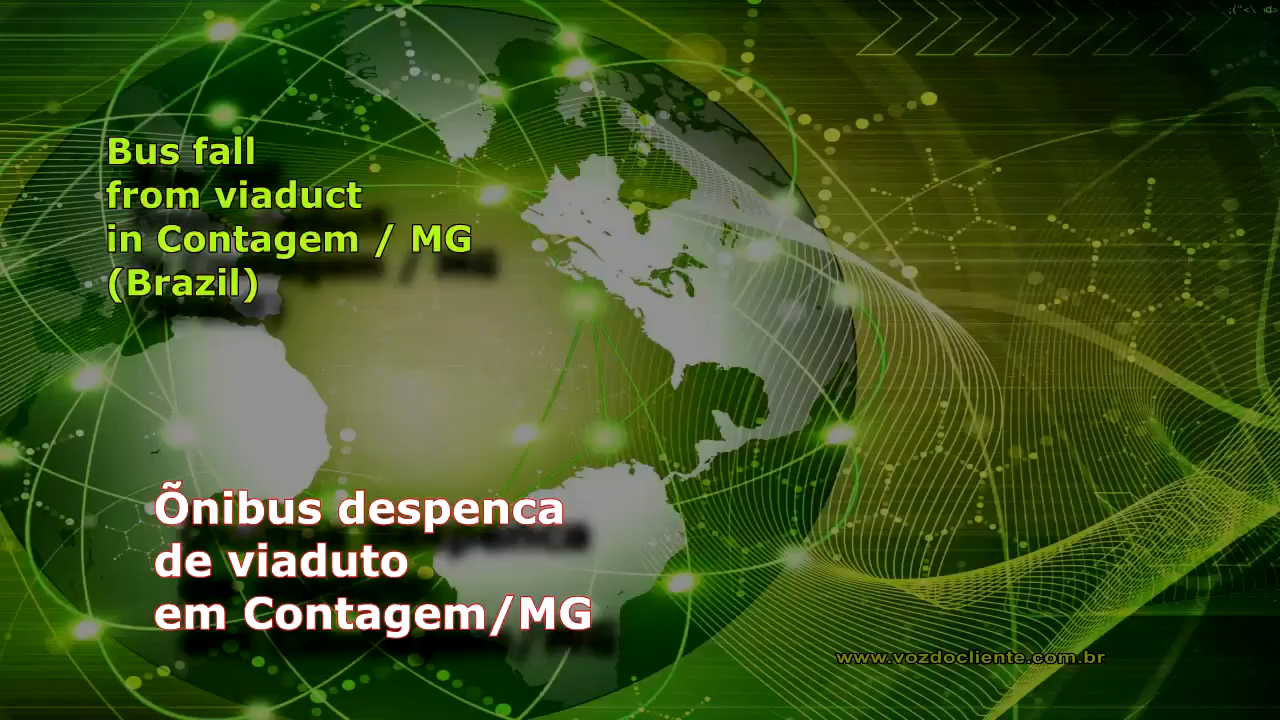 Bus fall
from viaduct
in Contagem / MG
(Brazil)
Õnibus despenca
de viaduto
em Contagem/MG
www.vozdocliente.com.br